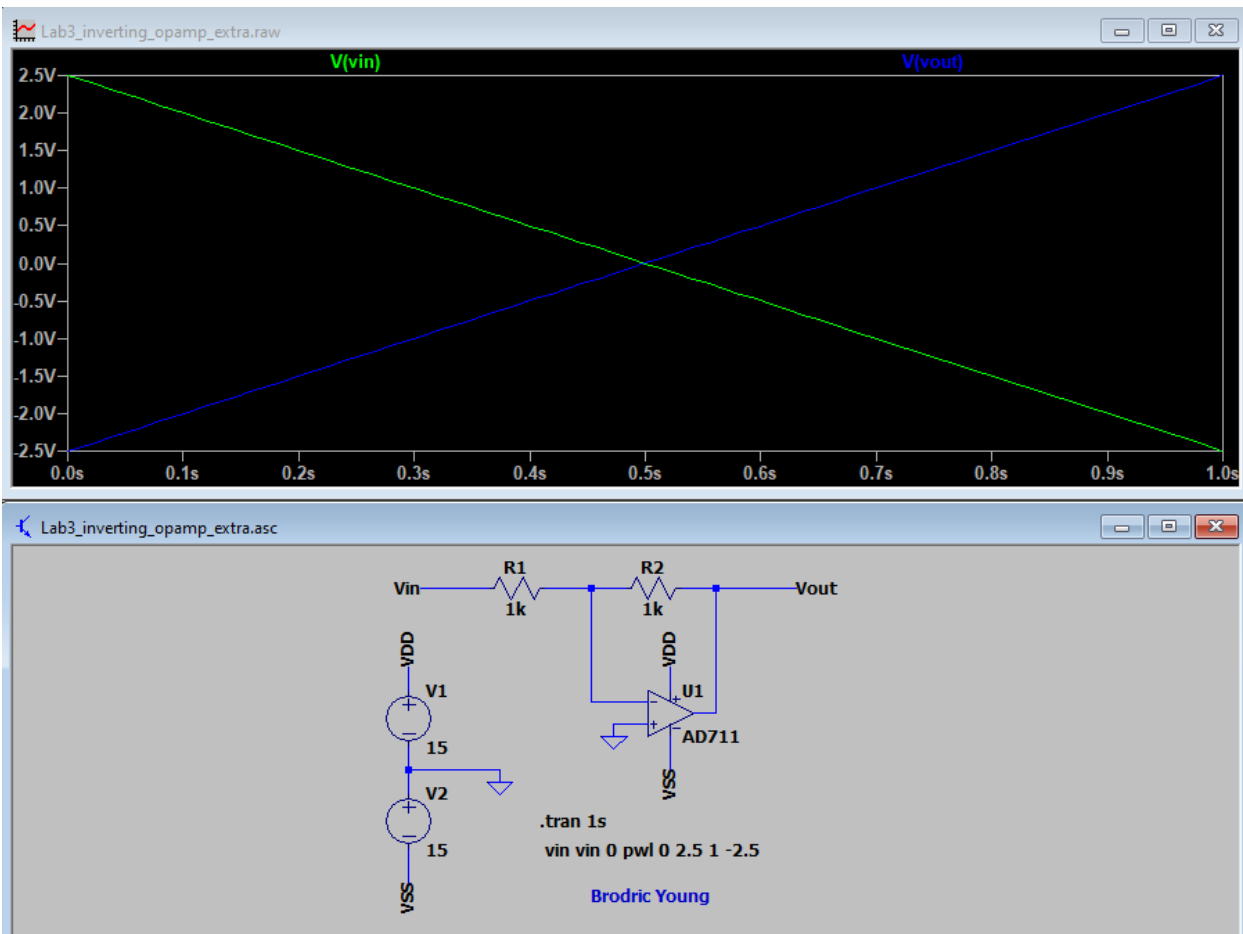 Lab3_inverting_opamp_extra.raw
V(vin) V(vout)
2.5V
2.0V
1.5V
1.0V
0.5V
0.0V
-0.5V
-1.0V
-1.5V
-2.0V
-2.5V
0.0s 0.1s 0.2s 0.3s 0.4s 0.5s 0.6s 0.7s 0.8s 0.9s 1.0s
Lab3_inverting_opamp_extra.asc
R1 R2
Vin Vout
1k 1k
VDD VDD
V1 U1
AD711
15
VSS
V2
.tran 1s
15 vin vin 0 pwl 0 2.5 1 -2.5
VSS Brodric Young